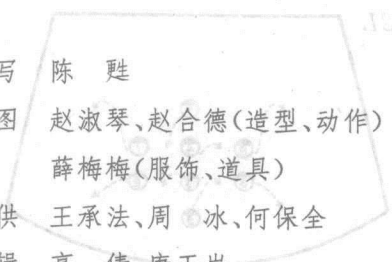 写 陈 甦
图 赵淑琴、赵合德(造型、动作)
薛梅梅(服饰、道具)
供 王承法、周 冰、何保全